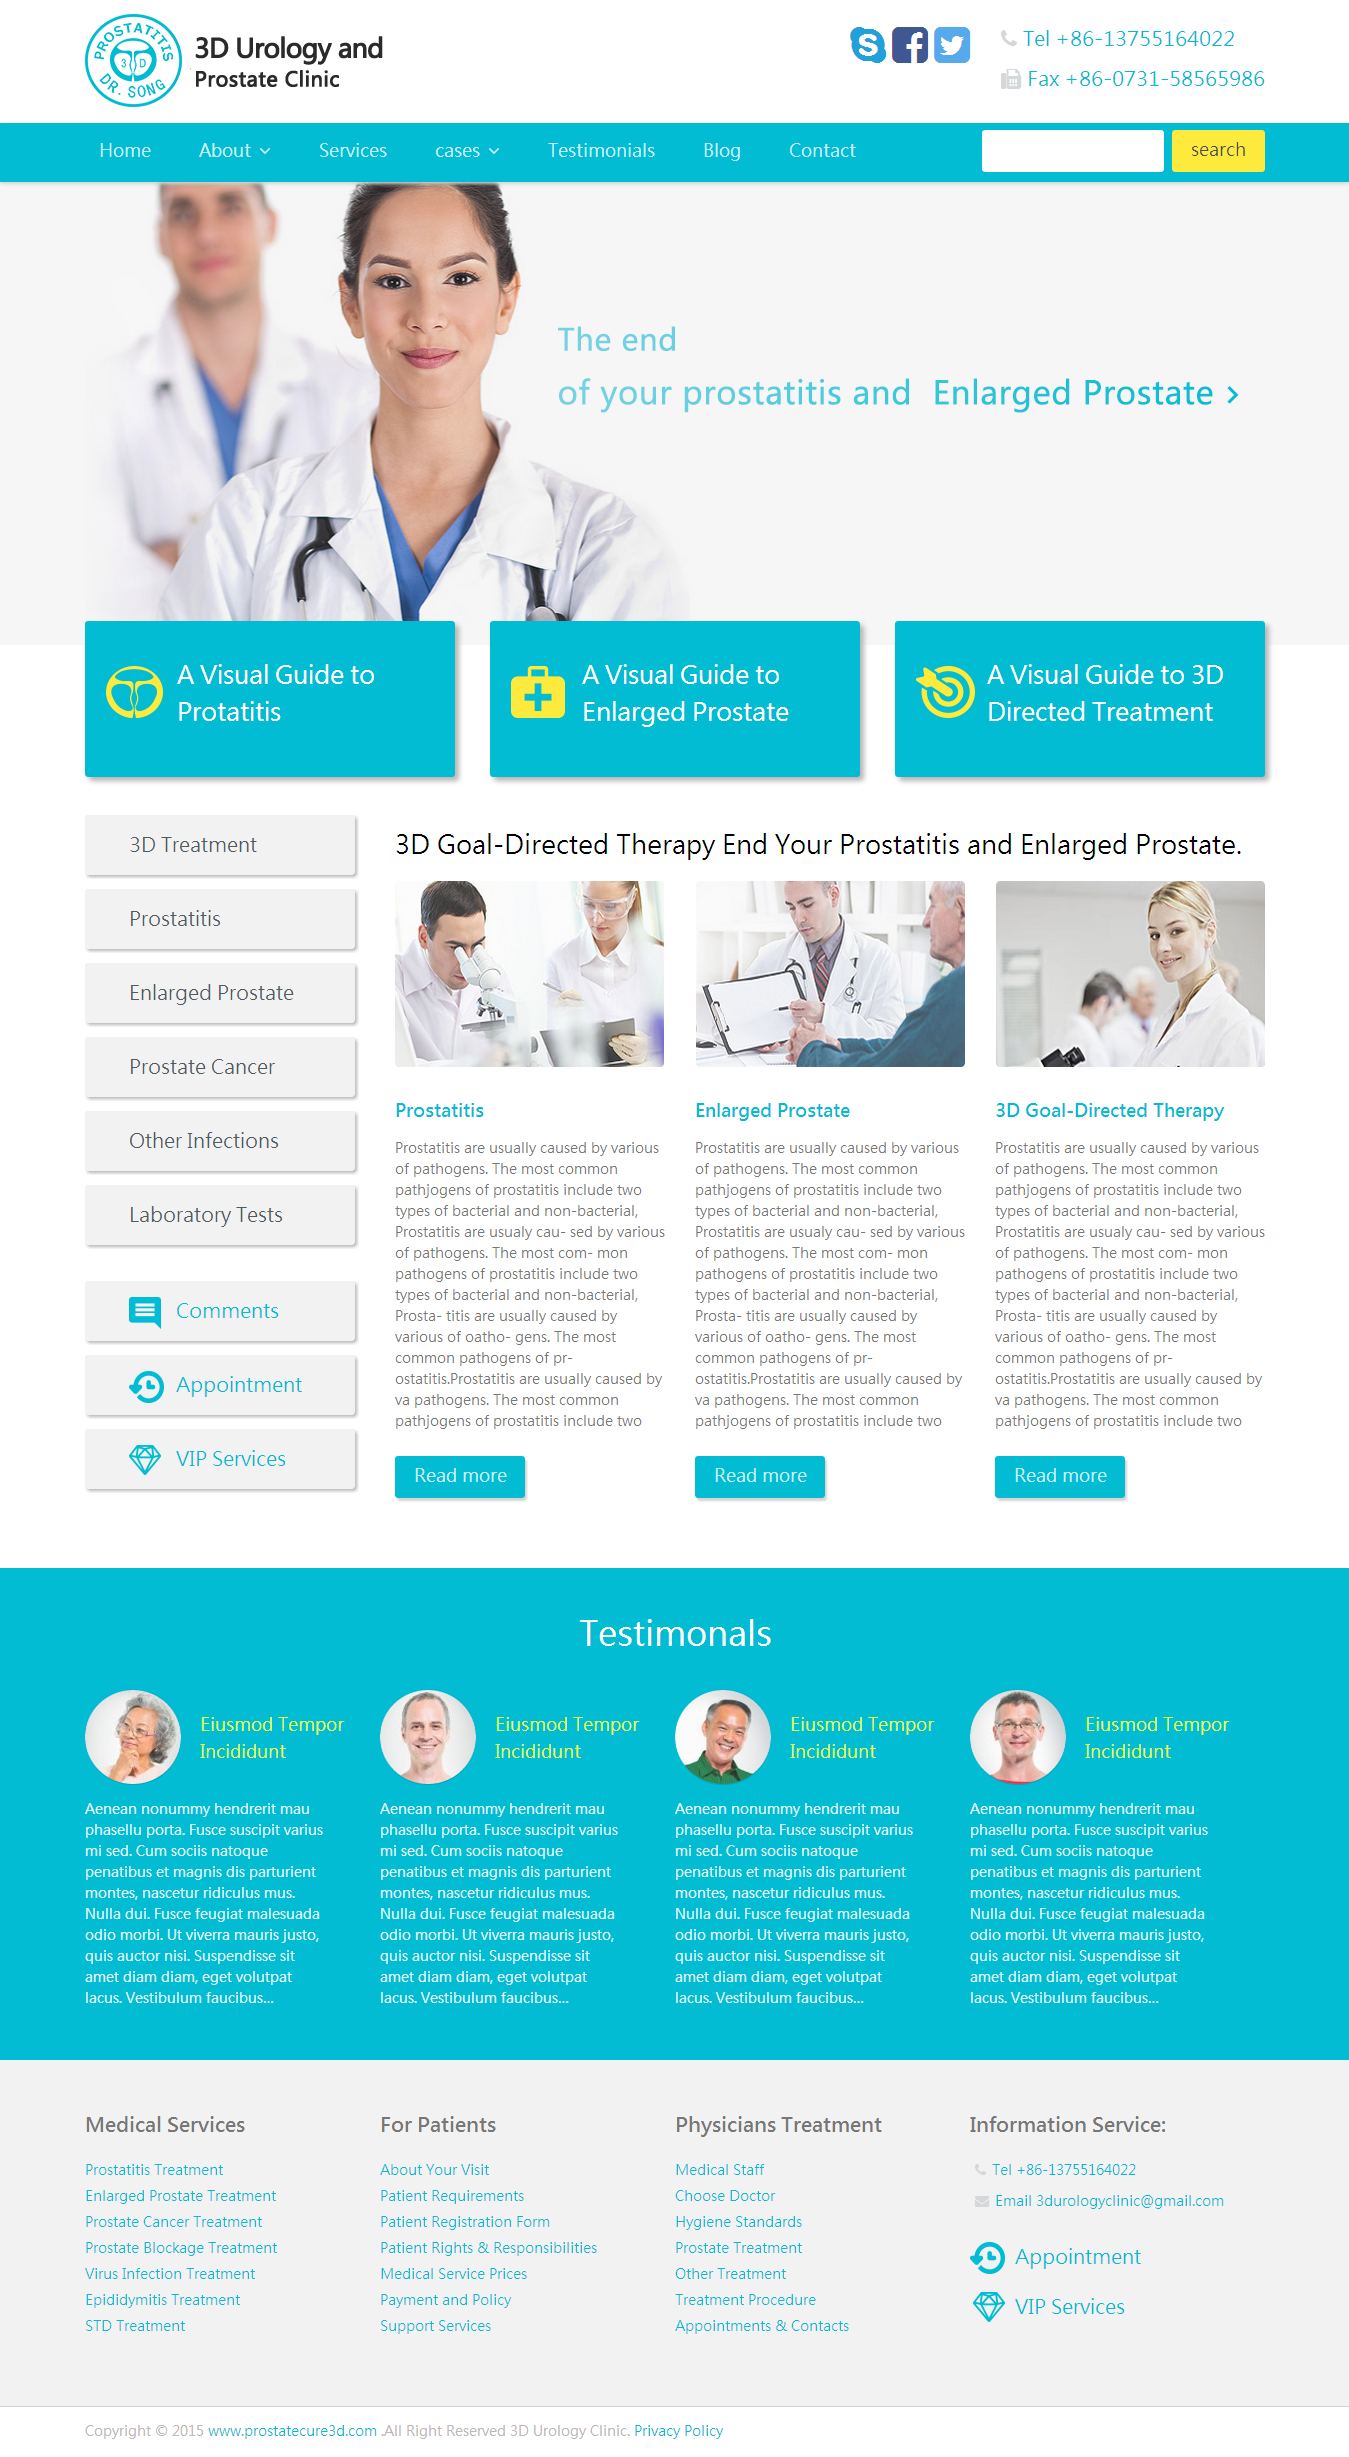 PROSTATITIS
3 D
DR. SONG
3D Urology and
Prostate Clinic
Tel +86-13755164022
Fax +86-0731-58565986
Home About Services cases Testimonials Blog Contact search
The end
of your prostatitis and Enlarged Prostate >
A Visual Guide to
Protatitis
A Visual Guide to
Enlarged Prostate
A Visual Guide to 3D
Directed Treatment
3D Treatment
Prostatitis
Enlarged Prostate
Prostate Cancer
Other Infections
Laboratory Tests
Comments
Appointment
VIP Services
3D Goal-Directed Therapy End Your Prostatitis and Enlarged Prostate.
Prostatitis
Prostatitis are usually caused by various
of pathogens. The most common
pathjogens of prostatitis include two
types of bacterial and non-bacterial,
Prostatitis are usualy cau- sed by various
of pathogens. The most com- mon
pathogens of prostatitis include two
types of bacterial and non-bacterial,
Prosta- titis are usually caused by
various of oatho- gens. The most
common pathogens of pr-
ostatitis.Prostatitis are usually caused by
va pathogens. The most common
pathjogens of prostatitis include two
Read more
Enlarged Prostate
Prostatitis are usually caused by various
of pathogens. The most common
pathjogens of prostatitis include two
types of bacterial and non-bacterial,
Prostatitis are usualy cau- sed by various
of pathogens. The most com- mon
pathogens of prostatitis include two
types of bacterial and non-bacterial,
Prosta- titis are usually caused by
various of oatho- gens. The most
common pathogens of pr-
ostatitis.Prostatitis are usually caused by
va pathogens. The most common
pathjogens of prostatitis include two
Read more
3D Goal-Directed Therapy
Prostatitis are usually caused by various
of pathogens. The most common
pathjogens of prostatitis include two
types of bacterial and non-bacterial,
Prostatitis are usualy cau- sed by various
of pathogens. The most com- mon
pathogens of prostatitis include two
types of bacterial and non-bacterial,
Prosta- titis are usually caused by
various of oatho- gens. The most
common pathogens of pr-
ostatitis.Prostatitis are usually caused by
va pathogens. The most common
pathjogens of prostatitis include two
Read more
Testimonals
Eiusmod Tempor
Incididunt
Aenean nonummy hendrerit mau
phasellu porta. Fusce suscipit varius
mi sed. Cum sociis natoque
penatibus et magnis dis parturient
montes, nascetur ridiculus mus.
Nulla dui. Fusce feugiat malesuada
odio morbi. Ut viverra mauris justo,
quis auctor nisi. Suspendisse sit
amet diam diam, eget volutpat
lacus. Vestibulum faucibus...
Eiusmod Tempor
Incididunt
Aenean nonummy hendrerit mau
phasellu porta. Fusce suscipit varius
mi sed. Cum sociis natoque
penatibus et magnis dis parturient
montes, nascetur ridiculus mus.
Nulla dui. Fusce feugiat malesuada
odio morbi. Ut viverra mauris justo,
quis auctor nisi. Suspendisse sit
amet diam diam, eget volutpat
lacus. Vestibulum faucibus...
Eiusmod Tempor
Incididunt
Aenean nonummy hendrerit mau
phasellu porta. Fusce suscipit varius
mi sed. Cum sociis natoque
penatibus et magnis dis parturient
montes, nascetur ridiculus mus.
Nulla dui. Fusce feugiat malesuada
odio morbi. Ut viverra mauris justo,
quis auctor nisi. Suspendisse sit
amet diam diam, eget volutpat
lacus. Vestibulum faucibus...
Eiusmod Tempor
Incididunt
Aenean nonummy hendrerit mau
phasellu porta. Fusce suscipit varius
mi sed. Cum sociis natoque
penatibus et magnis dis parturient
montes, nascetur ridiculus mus.
Nulla dui. Fusce feugiat malesuada
odio morbi. Ut viverra mauris justo,
quis auctor nisi. Suspendisse sit
amet diam diam, eget volutpat
lacus. Vestibulum faucibus...
Medical Services
Prostatitis Treatment
Enlarged Prostate Treatment
Prostate Cancer Treatment
Prostate Blockage Treatment
Virus Infection Treatment
Epididymitis Treatment
STD Treatment
For Patients
About Your Visit
Patient Requirements
Patient Registration Form
Patient Rights & Responsibilities
Medical Service Prices
Payment and Policy
Support Services
Physicians Treatment
Medical Staff
Choose Doctor
Hygiene Standards
Prostate Treatment
Other Treatment
Treatment Procedure
Appointments & Contacts
Information Service:
Tel +86-13755164022
Email 3durologyclinic@gmail.com
Appointment
VIP Services
Copyright © 2015 www.prostatecure3d.com .All Right Reserved 3D Urology Clinic. Privacy Policy